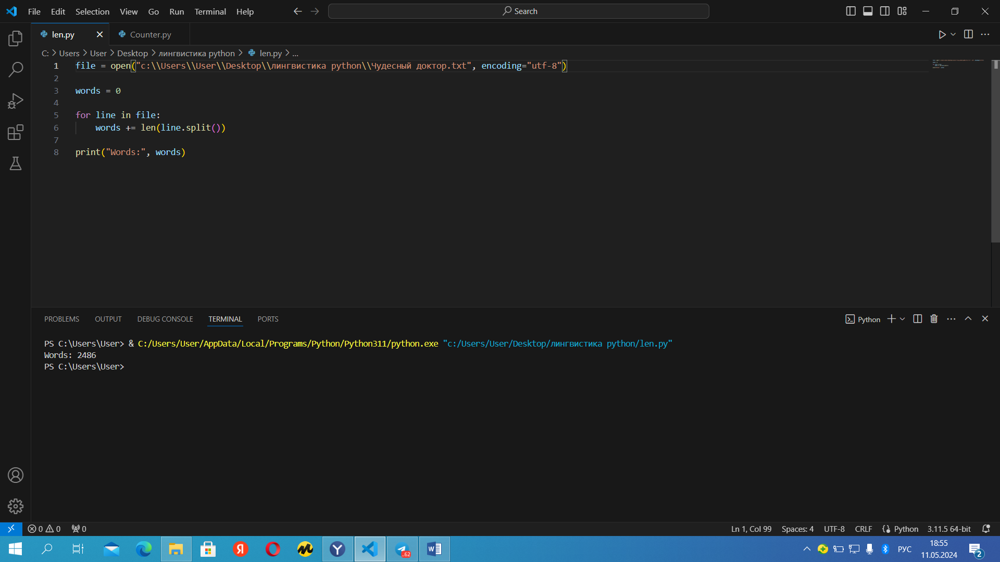 File Edit Selection View Go Run Terminal Help Search
len.py Counter.py
C: Users User Desktop лингвистика python len.py ...
1 file = open("c:\\Users\\User\\Desktop\\лингвистика python\\Чудесный доктор.txt", encoding="utf-8")
2
3 words = 0
4
5 for line in file:
6 words += len(line.split())
7
8 print("Words:", words)
PROBLEMS OUTPUT DEBUG CONSOLE TERMINAL PORTS Python
PS C:\Users\User> & C:/Users/User/AppData/Local/Programs/Python/Python311/python.exe "c:/Users/User/Desktop/лингвистика python/len.py"
Words: 2486
PS C:\Users\User>
0 0 0 Ln 1, Col 99 Spaces: 4 UTF-8 CRLF Python 3.11.5 64-bit
Я ..62 РУС 18:55
11.05.2024 2